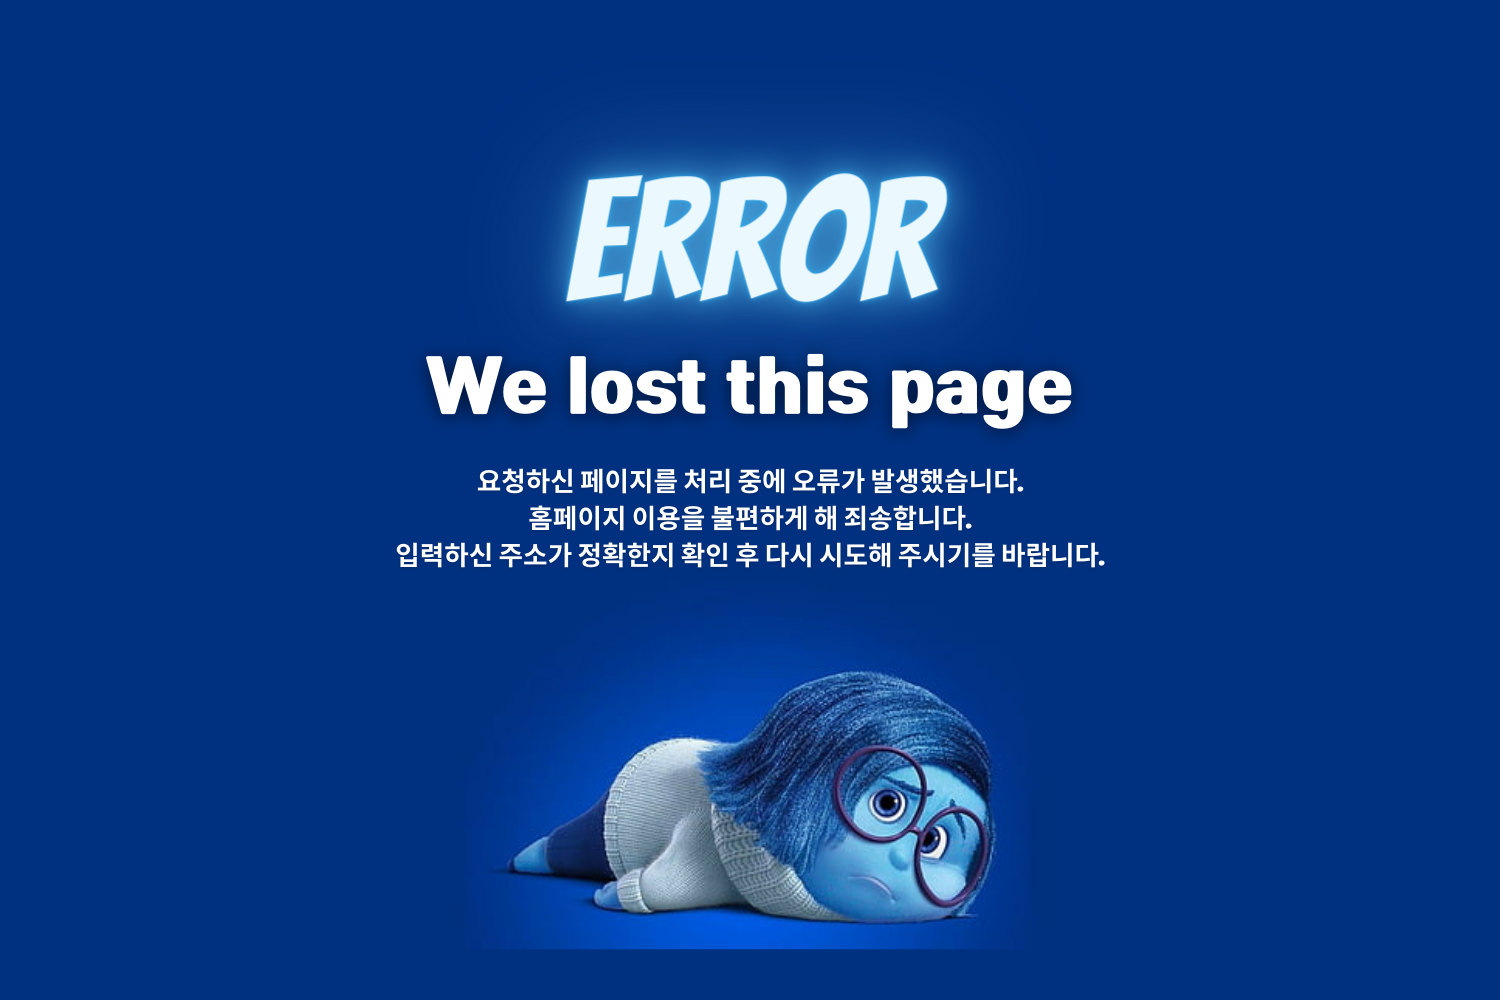 ERROR
We lost this page
요청하신 페이지를 처리 중에 오류가 발생했습니다.
홈페이지 이용을 불편하게 해 죄송합니다.
입력하신 주소가 정확한지 확인 후 다시 시도해 주시기를 바랍니다.